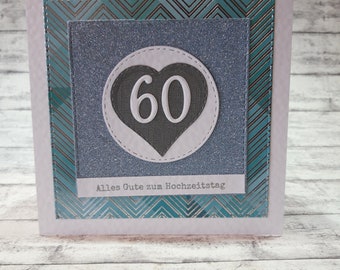 60
Alles Gute zum Hochzeitstag